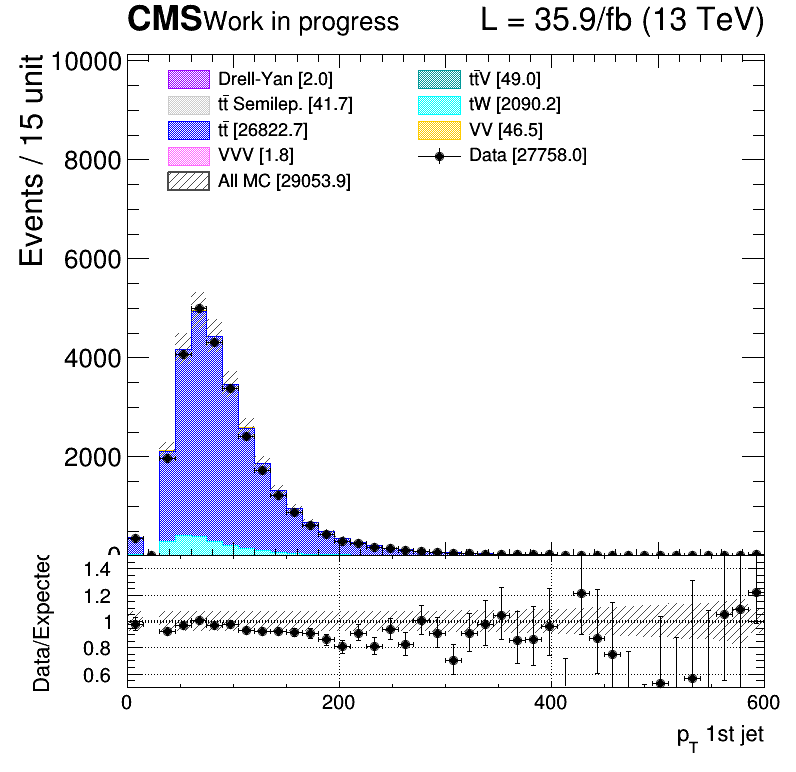 CMS Work in progress L = 35.9/fb (13 TeV)
Events / 15 unit
10000
8000
6000
4000
2000
0
Drell-Yan [2.0]
tt̄ Semilep. [41.7]
tt̄ [26822.7]
VVV [1.8]
All MC [29053.9]
tt̄V [49.0]
tW [2090.2]
VV [46.5]
Data [27758.0]
Data/Expected
1.4
1.2
1
0.8
0.6
0 200 400 600
p_T 1st jet